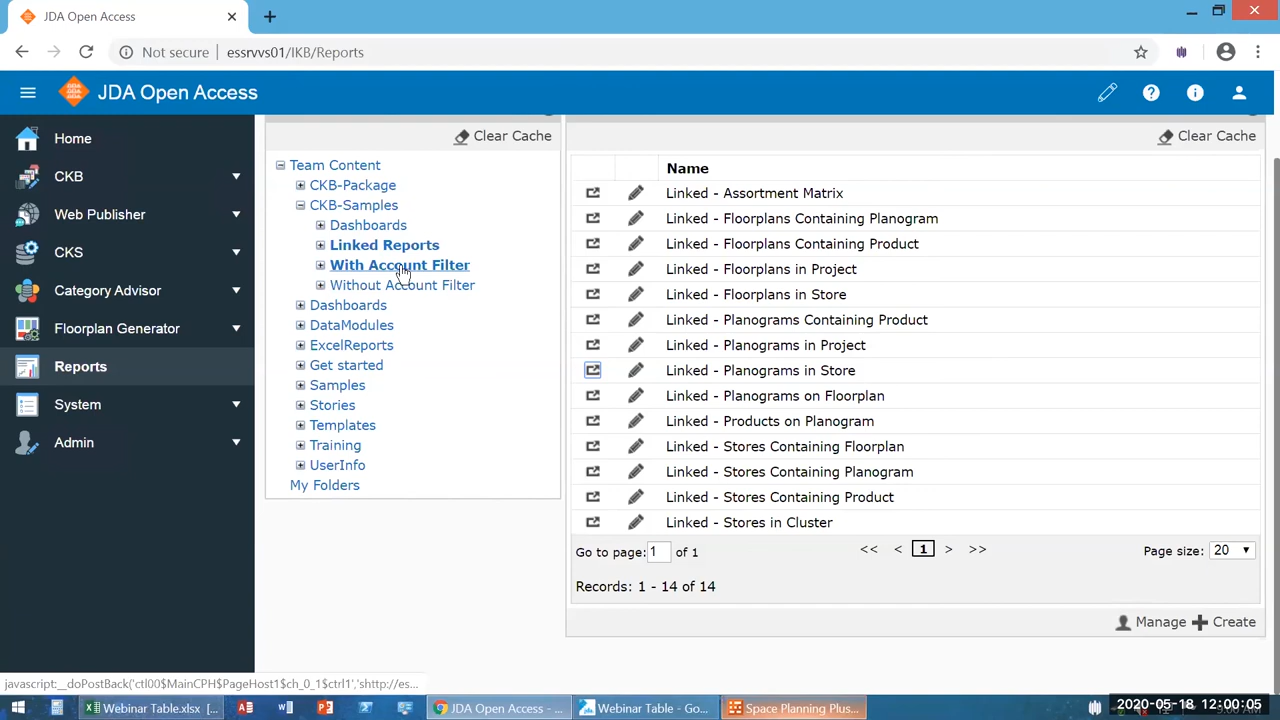 JDA Open Access
Not secure | essrvvs01/IKB/Reports
JDA Open Access
Home
CKB
Web Publisher
CKS
Category Advisor
Floorplan Generator
Reports
System
Admin
Clear Cache
Team Content
CKB-Package
CKB-Samples
Dashboards
Linked Reports
With Account Filter
Without Account Filter
Dashboards
DataModules
ExcelReports
Get started
Samples
Stories
Templates
Training
UserInfo
My Folders
Clear Cache
Name
Linked - Assortment Matrix
Linked - Floorplans Containing Planogram
Linked - Floorplans Containing Product
Linked - Floorplans in Project
Linked - Floorplans in Store
Linked - Planograms Containing Product
Linked - Planograms in Project
Linked - Planograms in Store
Linked - Planograms on Floorplan
Linked - Products on Planogram
Linked - Stores Containing Floorplan
Linked - Stores Containing Planogram
Linked - Stores Containing Product
Linked - Stores in Cluster
Go to page: 1 of 1 << < 1 > >> Page size: 20
Records: 1 - 14 of 14
Manage Create
javascript:__doPostBack('ctl00$MainCPH$PageHost1$ch_0_1$ctrl1','shttp://es...
Webinar Table.xlsx [... JDA Open Access - ... Webinar Table - Go... Space Planning Plus... 2020-05-18 12:00:05